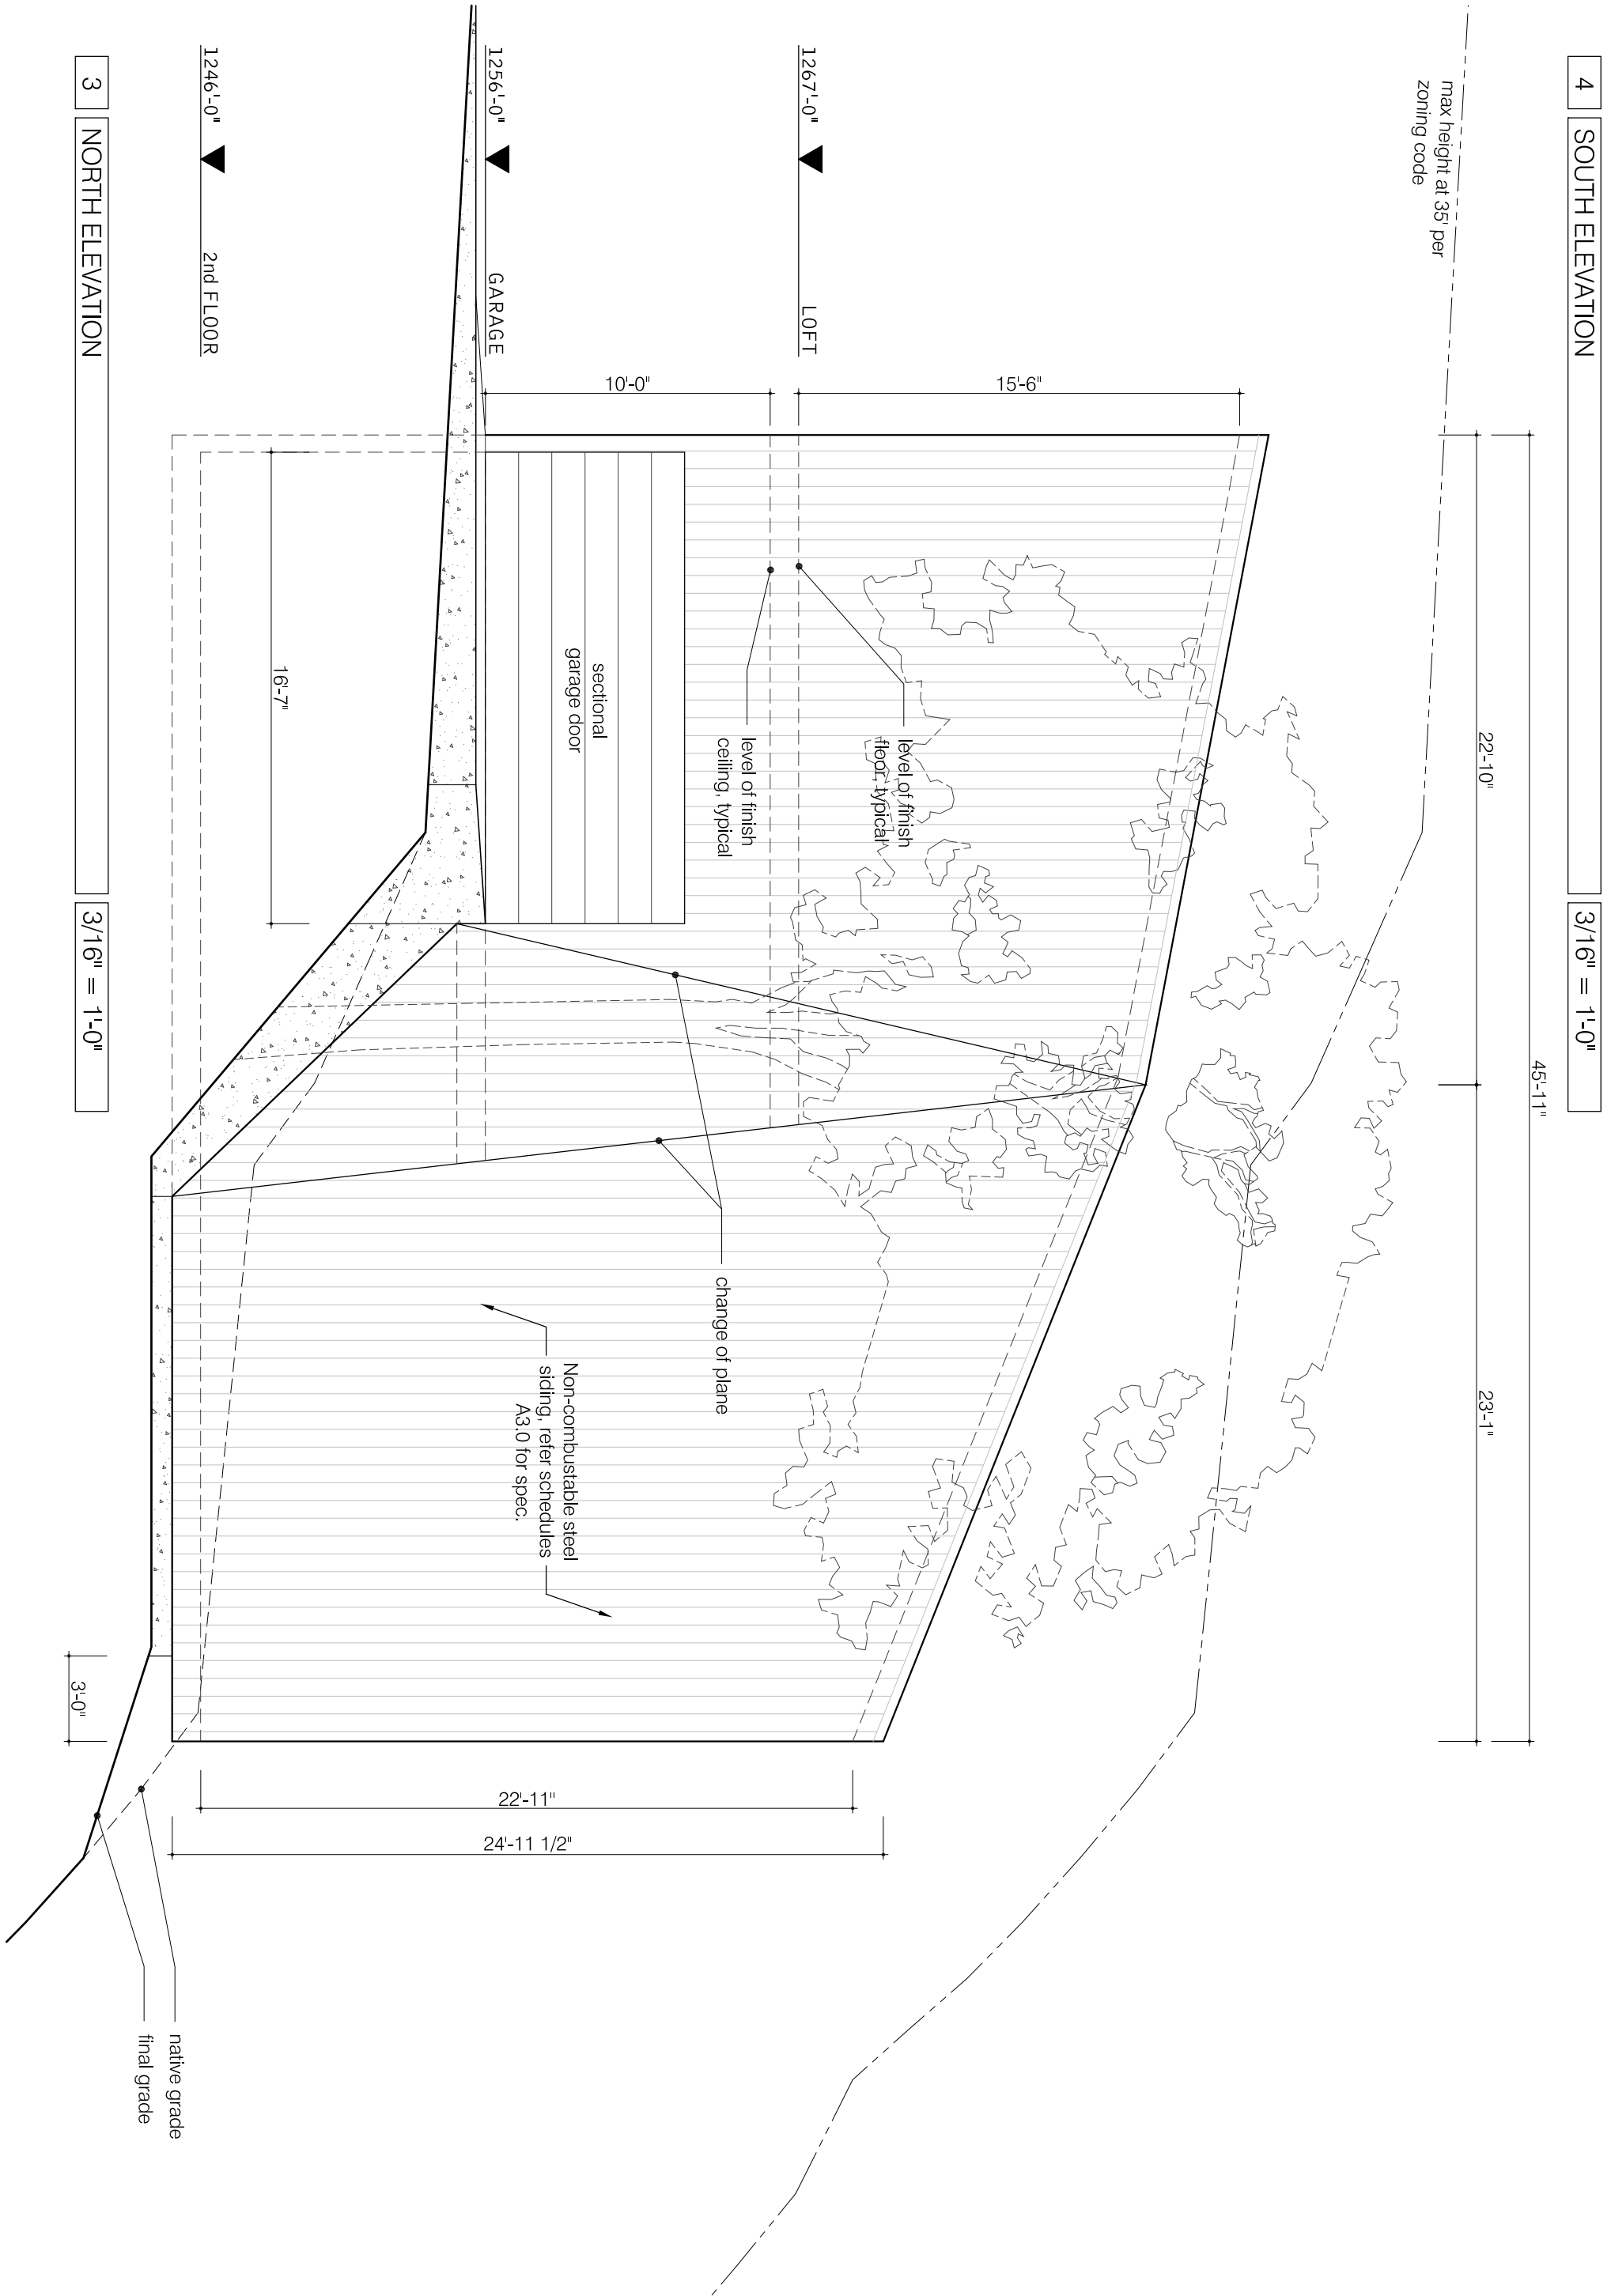 4
SOUTH ELEVATION
3/16" = 1'-0"
45'-11"
22'-10"
23'-1"
max height at 35' per
zoning code
15'-6"
10'-0"
1267'-0"
LOFT
level of finish
floor, typical
level of finish
ceiling, typical
change of plane
sectional
garage door
Non-combustable steel
siding, refer schedules
A3.0 for spec.
22'-11"
24'-11 1/2"
1256'-0"
GARAGE
16'-7"
1246'-0"
2nd FLOOR
3'-0"
native grade
final grade
3
NORTH ELEVATION
3/16" = 1'-0"